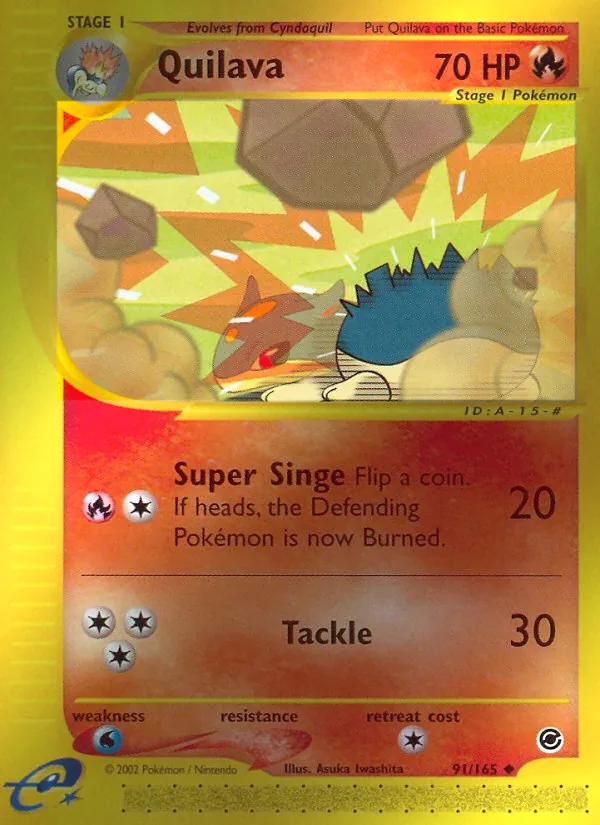 STAGE 1
Evolves from Cyndaquil
Put Quilava on the Basic Pokémon
Quilava
70 HP
Stage 1 Pokémon
ID:A-15-#
Super Singe Flip a coin.
If heads, the Defending
Pokémon is now Burned.
20
Tackle
30
weakness
resistance
retreat cost
© 2002 Pokémon / Nintendo
Illus. Asuka Iwashita
91/165 ◆
e